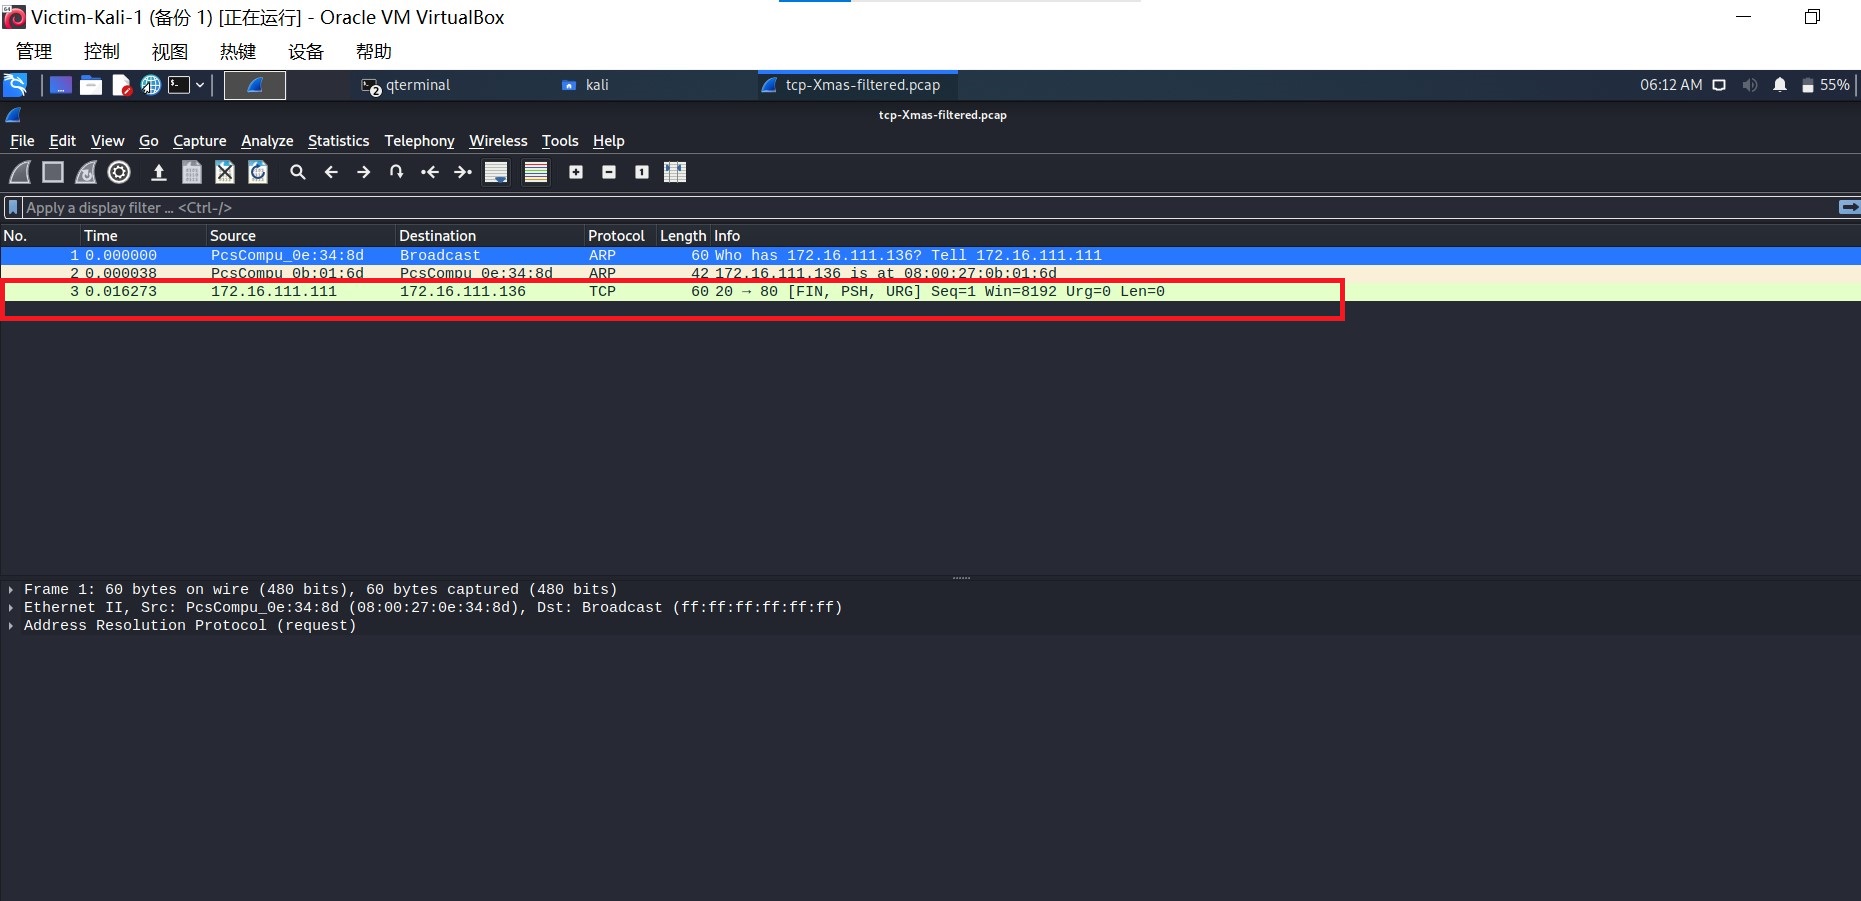 Victim-Kali-1 (备份 1) [正在运行] - Oracle VM VirtualBox
管理 控制 视图 热键 设备 帮助
qterminal kali tcp-Xmas-filtered.pcap 06:12 AM 55%
tcp-Xmas-filtered.pcap
File Edit View Go Capture Analyze Statistics Telephony Wireless Tools Help
Apply a display filter ... <Ctrl-/>
No. Time Source Destination Protocol Length Info
1 0.000000 PcsCompu_0e:34:8d Broadcast ARP 60 Who has 172.16.111.136? Tell 172.16.111.111
2 0.000038 PcsCompu_0b:01:6d PcsCompu_0e:34:8d ARP 42 172.16.111.136 is at 08:00:27:0b:01:6d
3 0.016273 172.16.111.111 172.16.111.136 TCP 60 20 → 80 [FIN, PSH, URG] Seq=1 Win=8192 Urg=0 Len=0
Frame 1: 60 bytes on wire (480 bits), 60 bytes captured (480 bits)
Ethernet II, Src: PcsCompu_0e:34:8d (08:00:27:0e:34:8d), Dst: Broadcast (ff:ff:ff:ff:ff:ff)
Address Resolution Protocol (request)